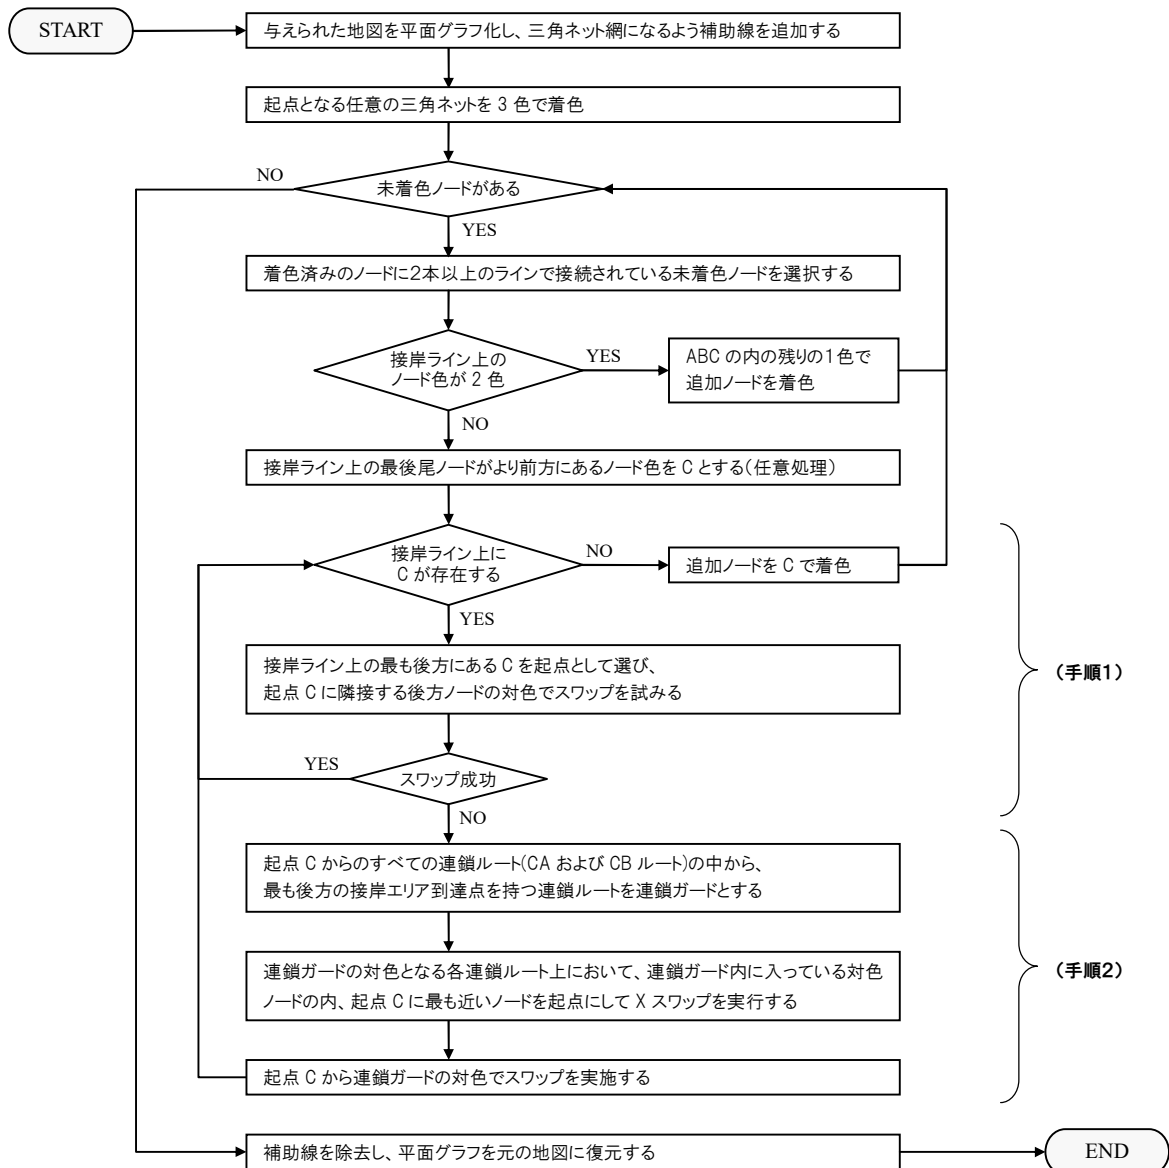 START
与えられた地図を平面グラフ化し、三角ネット網になるよう補助線を追加する
起点となる任意の三角ネットを 3 色で着色
NO
未着色ノードがある
YES
着色済みのノードに2本以上のラインで接続されている未着色ノードを選択する
接岸ライン上の
ノード色が 2 色
YES
ABC の内の残りの1色で
追加ノードを着色
NO
接岸ライン上の最後尾ノードがより前方にあるノード色を C とする(任意処理)
接岸ライン上に
C が存在する
NO
追加ノードを C で着色
YES
接岸ライン上の最も後方にある C を起点として選び、
起点 C に隣接する後方ノードの対色でスワップを試みる
(手順1)
YES
スワップ成功
NO
起点 C からのすべての連鎖ルート(CA および CB ルート)の中から、
最も後方の接岸エリア到達点を持つ連鎖ルートを連鎖ガードとする
連鎖ガードの対色となる各連鎖ルート上において、連鎖ガード内に入っている対色
ノードの内、起点 C に最も近いノードを起点にして X スワップを実行する
(手順2)
起点 C から連鎖ガードの対色でスワップを実施する
補助線を除去し、平面グラフを元の地図に復元する
END